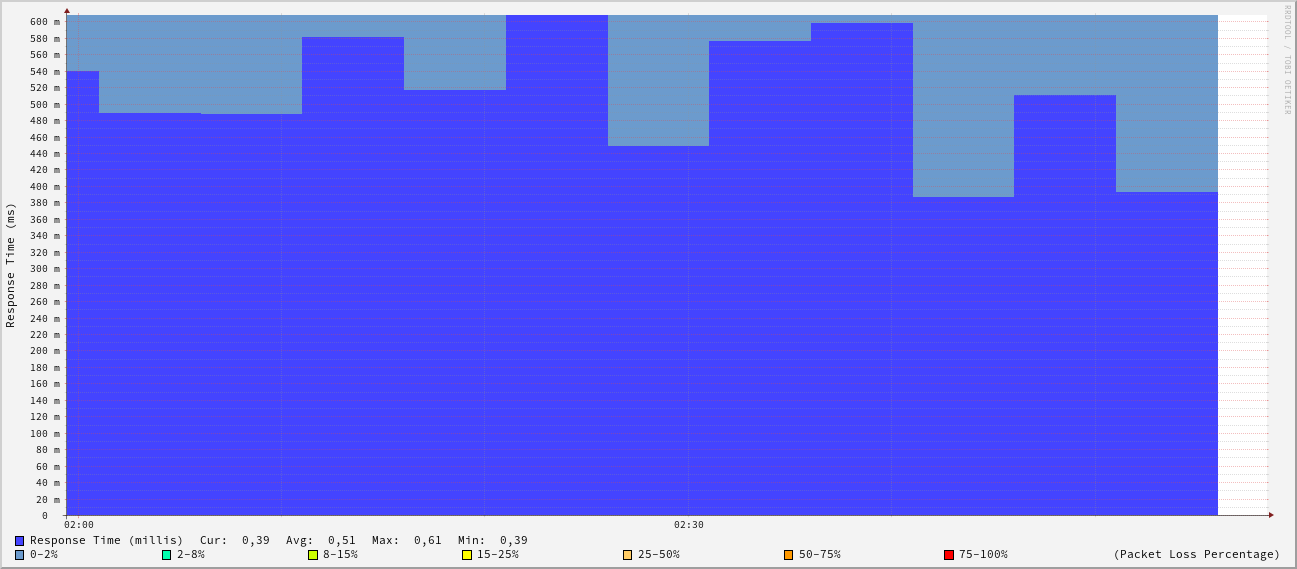 RRDTOOL / TOBI OETIKER
Response Time (ms)
600 m
580 m
560 m
540 m
520 m
500 m
480 m
460 m
440 m
420 m
400 m
380 m
360 m
340 m
320 m
300 m
280 m
260 m
240 m
220 m
200 m
180 m
160 m
140 m
120 m
100 m
80 m
60 m
40 m
20 m
0
02:00 02:30
Response Time (millis) Cur: 0,39 Avg: 0,51 Max: 0,61 Min: 0,39
0-2% 2-8% 8-15% 15-25% 25-50% 50-75% 75-100% (Packet Loss Percentage)